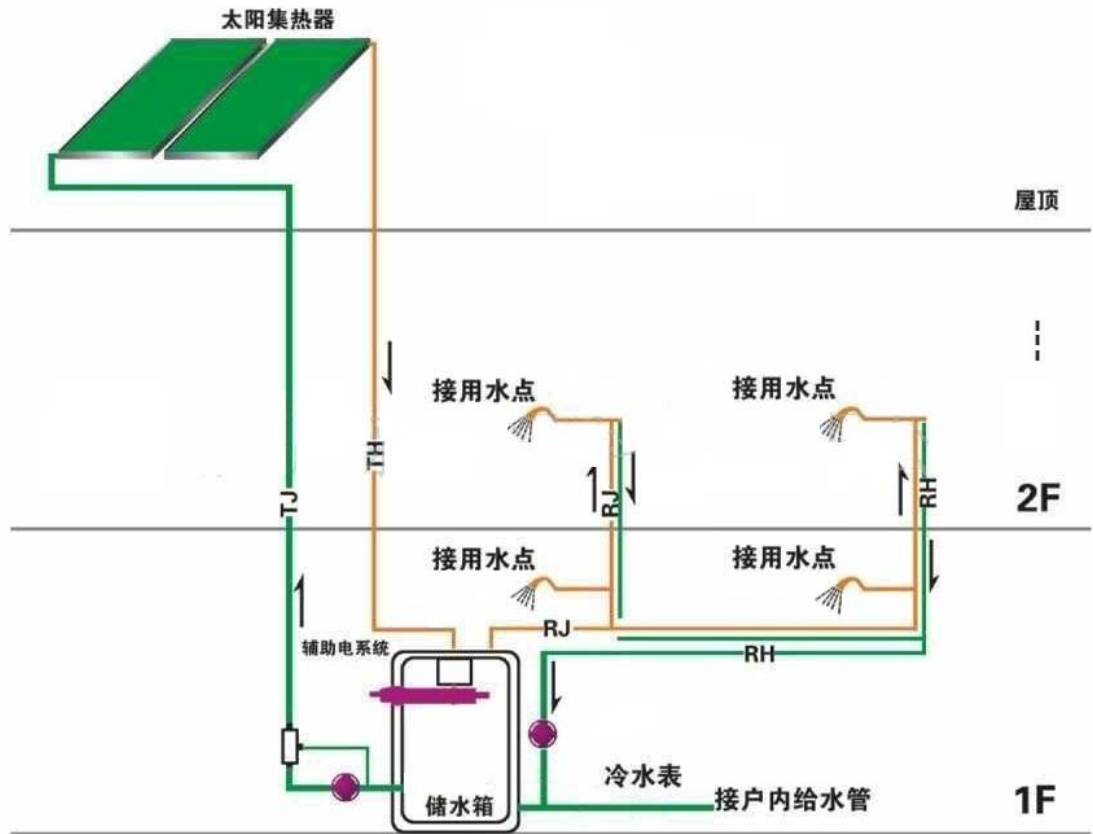 太阳集热器
屋顶
接用水点
接用水点
TH
TJ
RJ
RH
2F
接用水点
接用水点
RJ
辅助电系统
RH
冷水表
储水箱
接户内给水管
1F